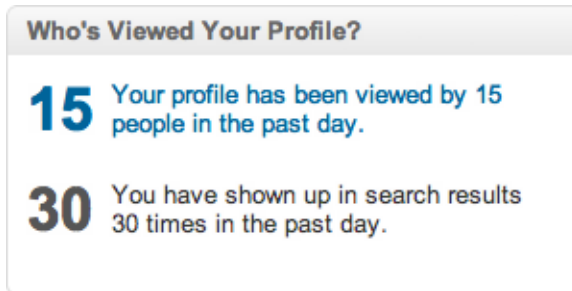 Who's Viewed Your Profile?
15 Your profile has been viewed by 15
people in the past day.
30 You have shown up in search results
30 times in the past day.